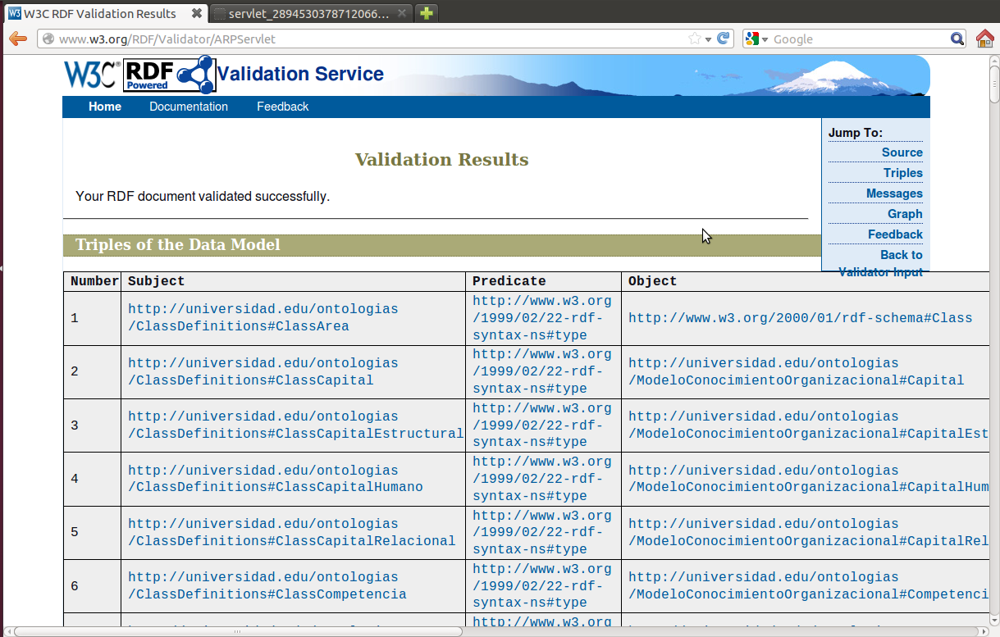 W3C RDF Validation Results
servlet_2894530378712066...
www.w3.org/RDF/Validator/ARPServlet
Google
W3C® RDF Powered Validation Service
Home Documentation Feedback
Jump To:
Source
Triples
Messages
Graph
Feedback
Back to
Validator Input
Validation Results
Your RDF document validated successfully.
Triples of the Data Model
Number Subject Predicate Object
1
http://universidad.edu/ontologias
/ClassDefinitions#ClassArea
http://www.w3.org
/1999/02/22-rdf-
syntax-ns#type
http://www.w3.org/2000/01/rdf-schema#Class
2
http://universidad.edu/ontologias
/ClassDefinitions#ClassCapital
http://www.w3.org
/1999/02/22-rdf-
syntax-ns#type
http://universidad.edu/ontologias
/ModeloConocimientoOrganizacional#Capital
3
http://universidad.edu/ontologias
/ClassDefinitions#ClassCapitalEstructural
http://www.w3.org
/1999/02/22-rdf-
syntax-ns#type
http://universidad.edu/ontologias
/ModeloConocimientoOrganizacional#CapitalEst
4
http://universidad.edu/ontologias
/ClassDefinitions#ClassCapitalHumano
http://www.w3.org
/1999/02/22-rdf-
syntax-ns#type
http://universidad.edu/ontologias
/ModeloConocimientoOrganizacional#CapitalHum
5
http://universidad.edu/ontologias
/ClassDefinitions#ClassCapitalRelacional
http://www.w3.org
/1999/02/22-rdf-
syntax-ns#type
http://universidad.edu/ontologias
/ModeloConocimientoOrganizacional#CapitalRel
6
http://universidad.edu/ontologias
/ClassDefinitions#ClassCompetencia
http://www.w3.org
/1999/02/22-rdf-
syntax-ns#type
http://universidad.edu/ontologias
/ModeloConocimientoOrganizacional#Competenci
http://www.w3.org